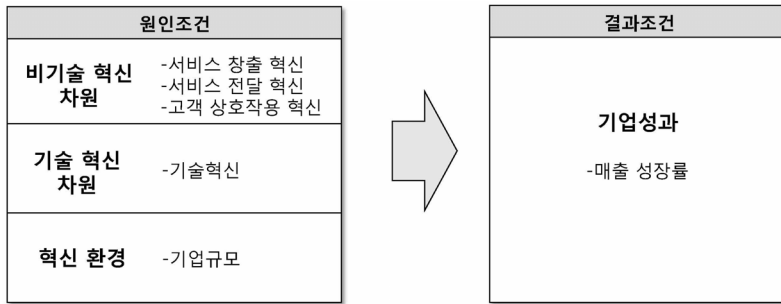 원인조건
비기술 혁신
차원
-서비스 창출 혁신
-서비스 전달 혁신
-고객 상호작용 혁신
기술 혁신
차원
-기술혁신
혁신 환경
-기업규모
결과조건
기업성과
-매출 성장률